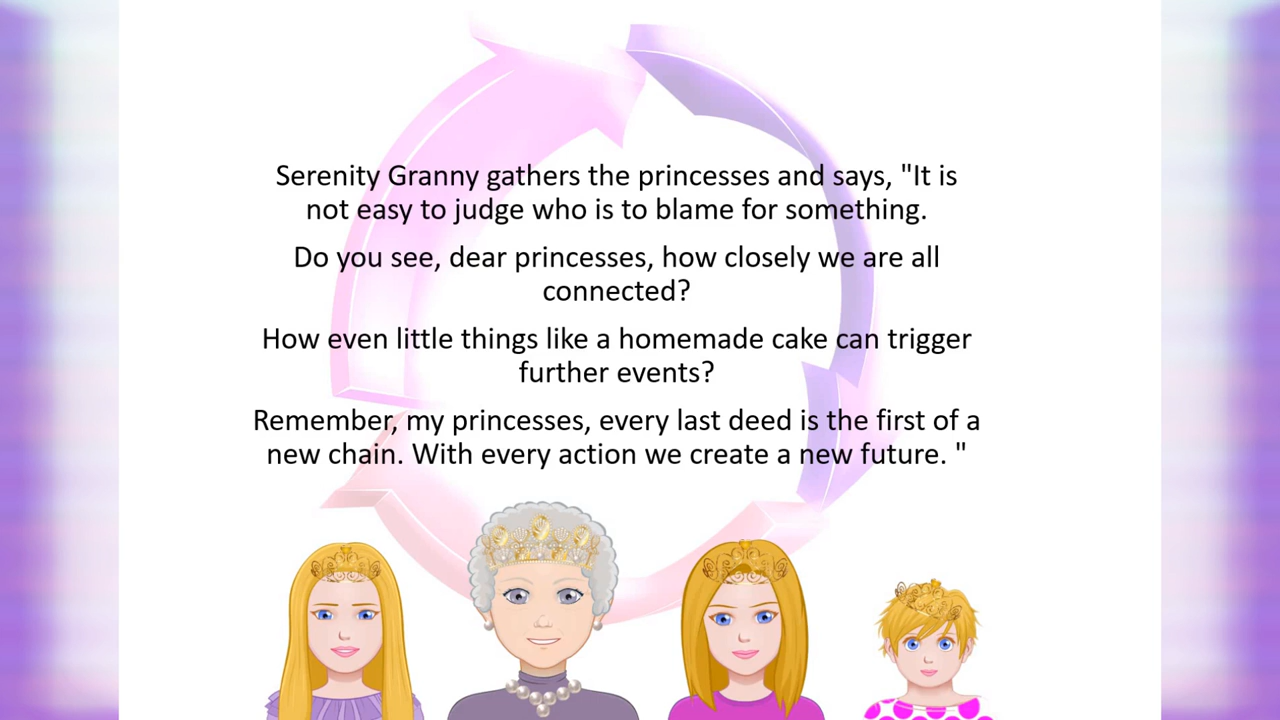 Serenity Granny gathers the princesses and says, "It is
not easy to judge who is to blame for something.
Do you see, dear princesses, how closely we are all
connected?
How even little things like a homemade cake can trigger
further events?
Remember, my princesses, every last deed is the first of a
new chain. With every action we create a new future. "